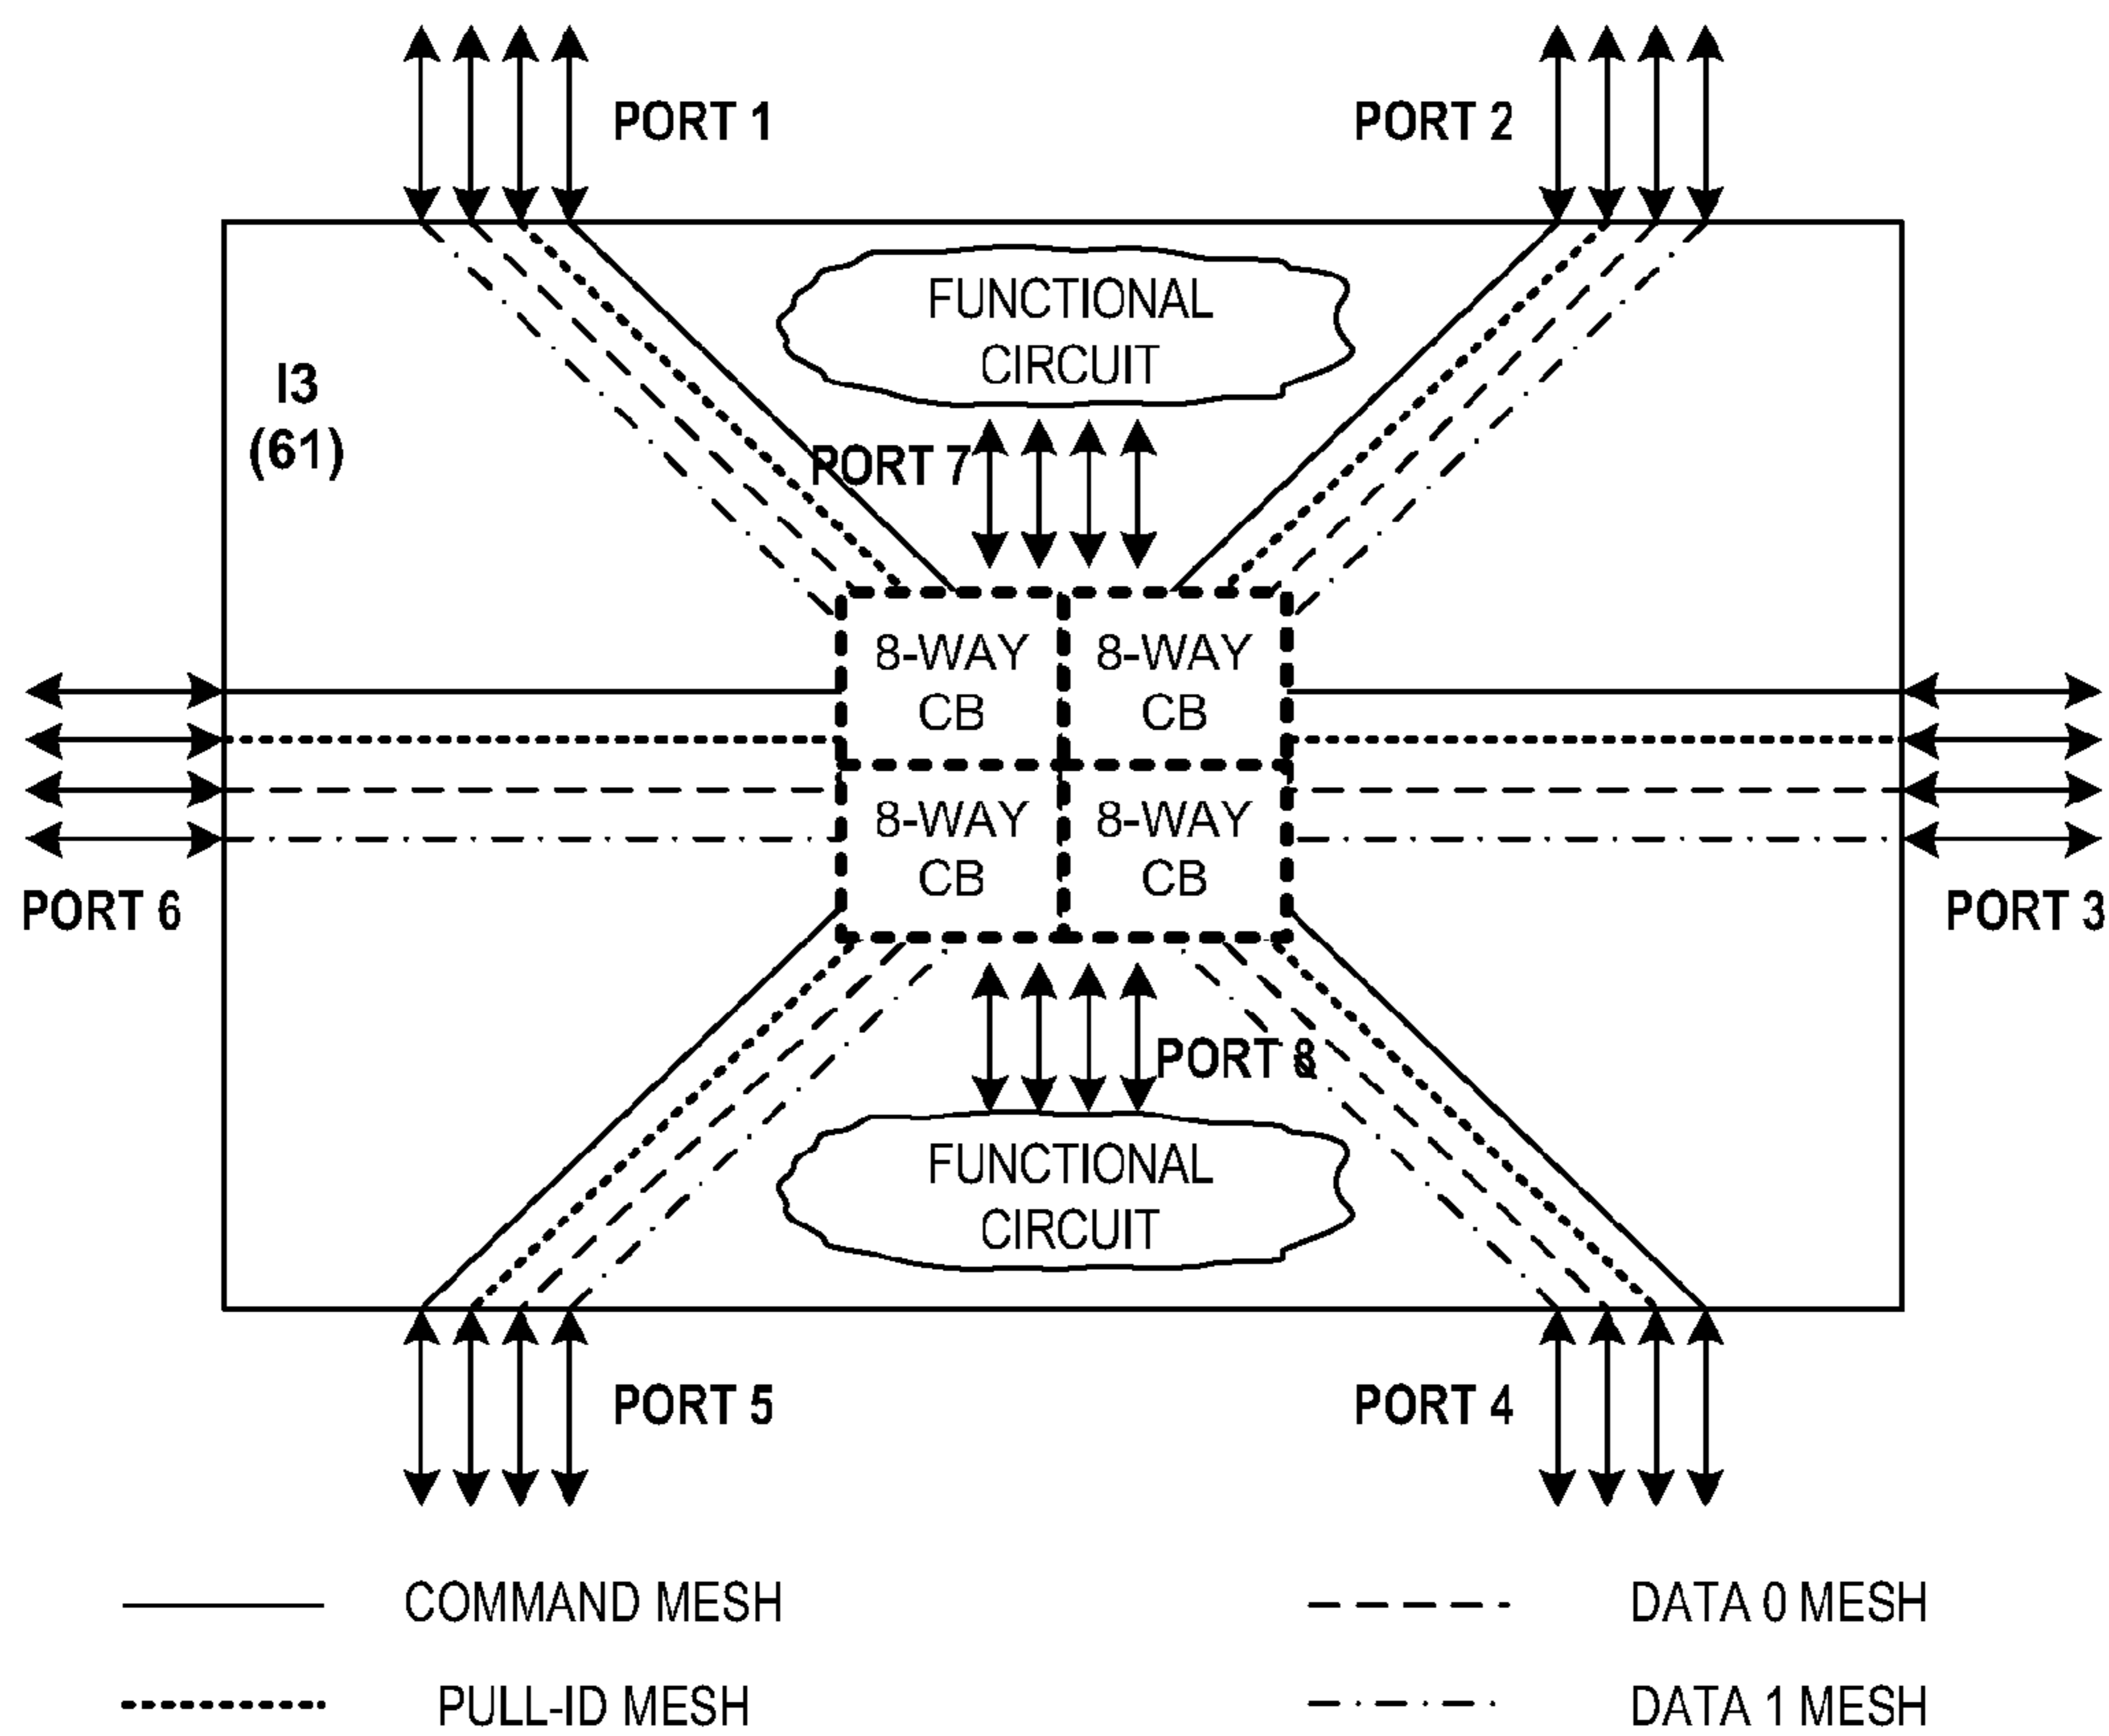 PORT 1
PORT 2
FUNCTIONAL
CIRCUIT
I3
(61)
PORT 7
8-WAY
CB
8-WAY
CB
8-WAY
CB
8-WAY
CB
PORT 6
PORT 3
PORT 8
FUNCTIONAL
CIRCUIT
PORT 5
PORT 4
COMMAND MESH
DATA 0 MESH
PULL-ID MESH
DATA 1 MESH